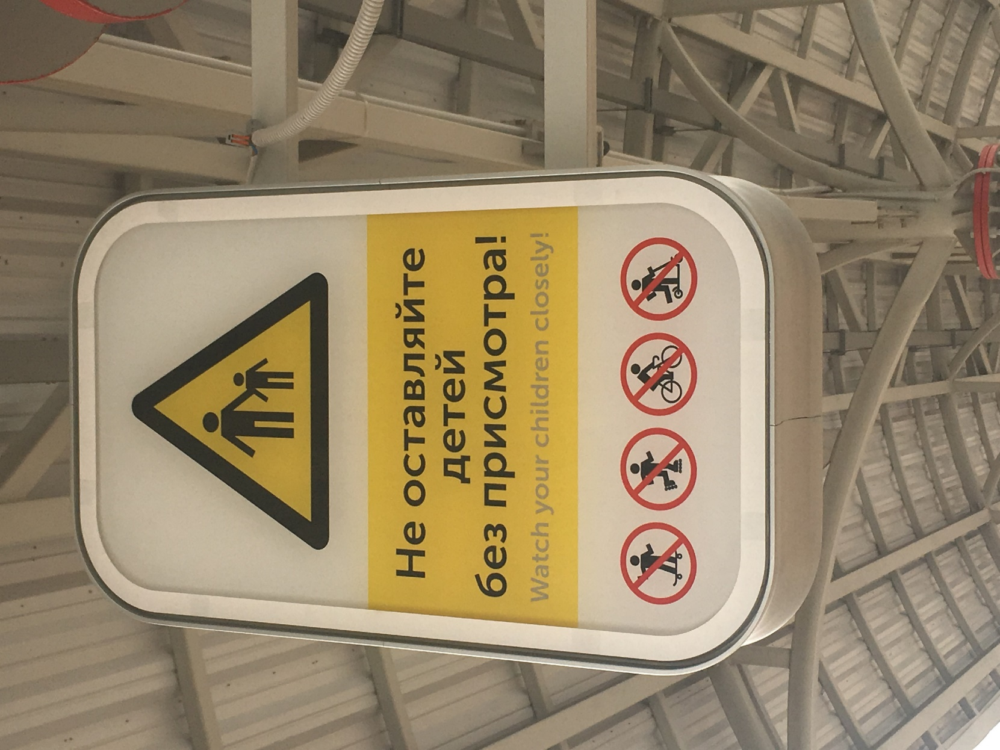 Не оставляйте
детей
без присмотра!
Watch your children closely!